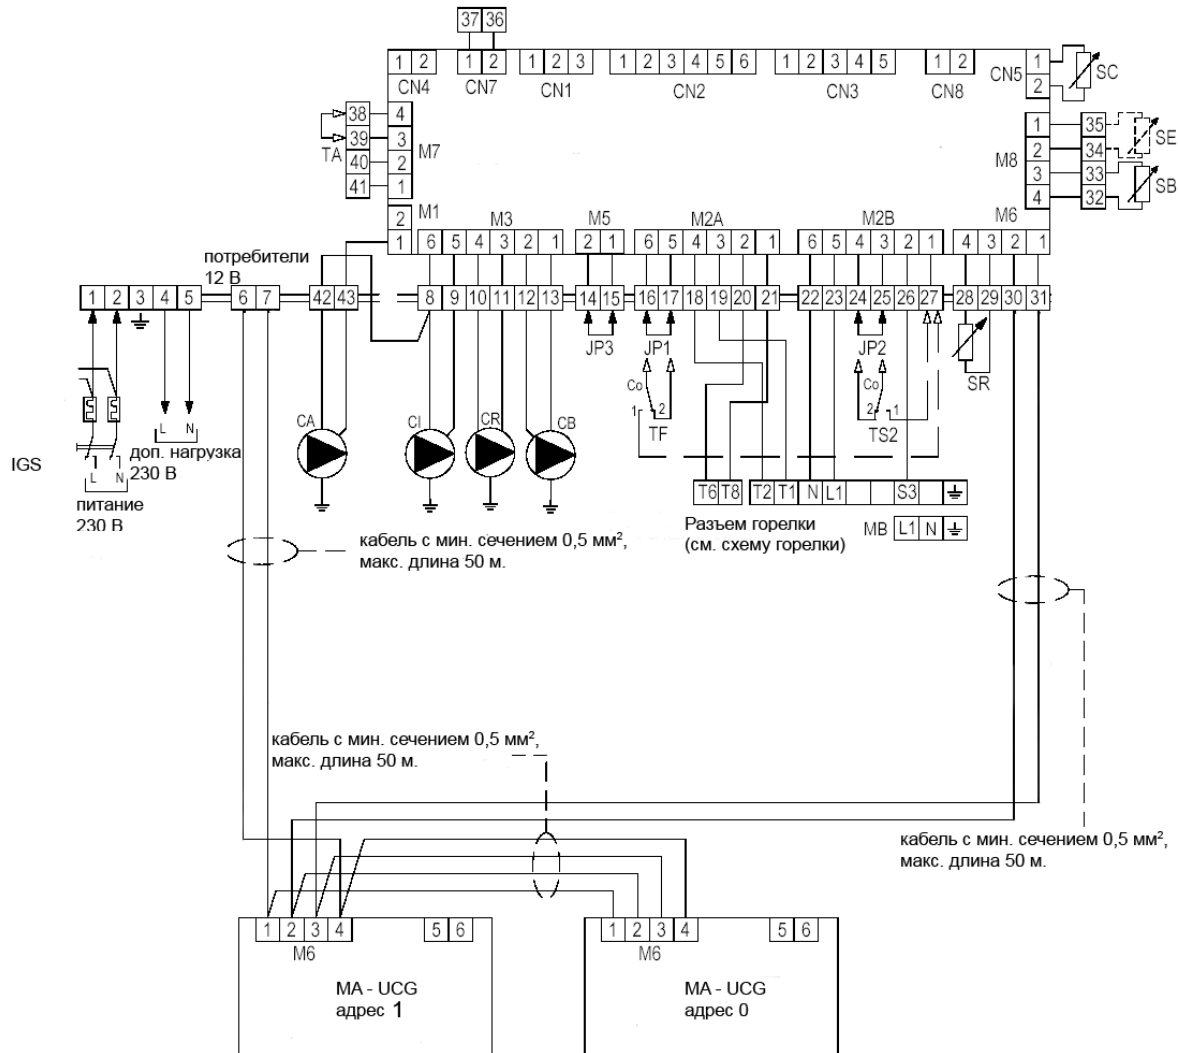 37 36
1 2 1 2 1 2 3 1 2 3 4 5 6 1 2 3 4 5 1 2 1
CN4 CN7 CN1 CN2 CN3 CN8 CN5 2 SC
38 4 1 35
39 3 SE
TA M7 2 34
40 2 M8 3 33
41 1 4 32 SB
2 M1 M3 M5 M2A M2B M6
1 6 5 4 3 2 1 2 1 6 5 4 3 2 1 6 5 4 3 2 1 4 3 2 1
потребители
12 В
1 2 3 4 5 6 7 42 43 8 9 10 11 12 13 14 15 16 17 18 19 20 21 22 23 24 25 26 27 28 29 30 31
JP3 JP1 JP2 SR
Co Co
1 2 2 1
TF TS2
CA CI CR CB
L N
доп. нагрузка
230 В
IGS
L N
питание
230 В
T6 T8 T2 T1 N L1 S3
Разъем горелки
(см. схему горелки)
MB L1 N
кабель с мин. сечением 0,5 мм²,
макс. длина 50 м.
кабель с мин. сечением 0,5 мм²,
макс. длина 50 м.
кабель с мин. сечением 0,5 мм²,
макс. длина 50 м.
1 2 3 4 5 6 1 2 3 4 5 6
M6 M6
MA - UCG
адрес 1
MA - UCG
адрес 0